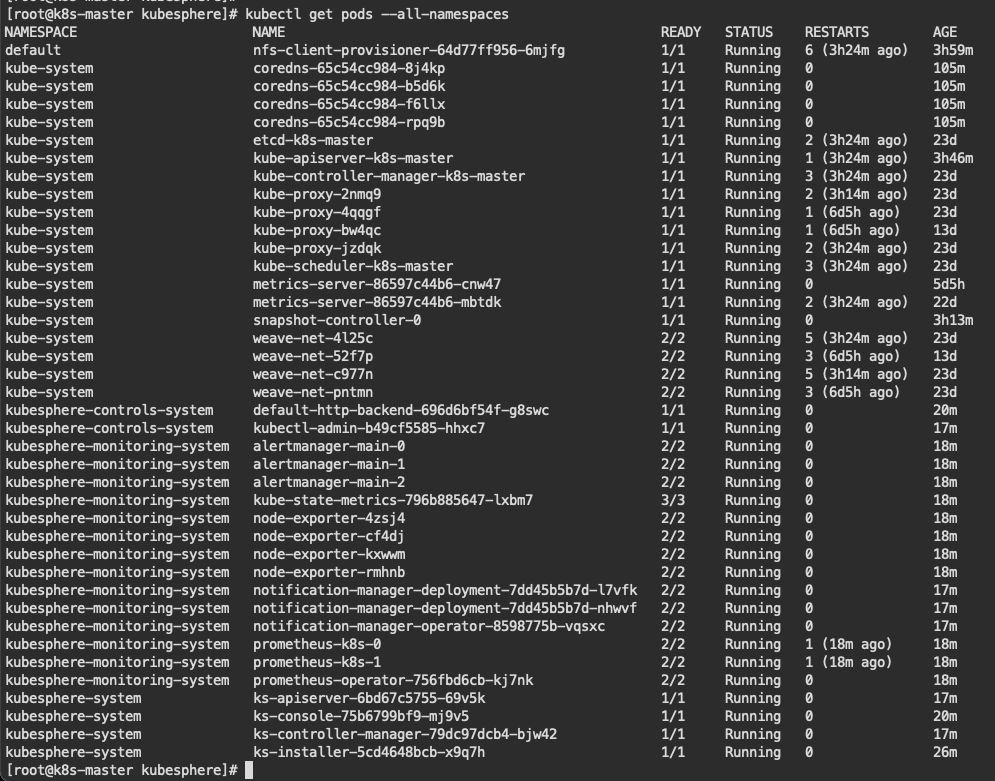 [root@k8s-master kubesphere]# kubectl get pods --all-namespaces
NAMESPACE NAME READY STATUS RESTARTS AGE
default nfs-client-provisioner-64d77ff956-6mjfg 1/1 Running 6 (3h24m ago) 3h59m
kube-system coredns-65c54cc984-8j4kp 1/1 Running 0 105m
kube-system coredns-65c54cc984-b5d6k 1/1 Running 0 105m
kube-system coredns-65c54cc984-f6llx 1/1 Running 0 105m
kube-system coredns-65c54cc984-rpq9b 1/1 Running 0 105m
kube-system etcd-k8s-master 1/1 Running 2 (3h24m ago) 23d
kube-system kube-apiserver-k8s-master 1/1 Running 1 (3h24m ago) 3h46m
kube-system kube-controller-manager-k8s-master 1/1 Running 3 (3h24m ago) 23d
kube-system kube-proxy-2nmq9 1/1 Running 2 (3h14m ago) 23d
kube-system kube-proxy-4qqgf 1/1 Running 1 (6d5h ago) 23d
kube-system kube-proxy-bw4qc 1/1 Running 1 (6d5h ago) 13d
kube-system kube-proxy-jzdqk 1/1 Running 2 (3h24m ago) 23d
kube-system kube-scheduler-k8s-master 1/1 Running 3 (3h24m ago) 23d
kube-system metrics-server-86597c44b6-cnw47 1/1 Running 0 5d5h
kube-system metrics-server-86597c44b6-mbtdk 1/1 Running 2 (3h24m ago) 22d
kube-system snapshot-controller-0 1/1 Running 0 3h13m
kube-system weave-net-4l25c 2/2 Running 5 (3h24m ago) 23d
kube-system weave-net-52f7p 2/2 Running 3 (6d5h ago) 13d
kube-system weave-net-c977n 2/2 Running 5 (3h14m ago) 23d
kube-system weave-net-pntmn 2/2 Running 3 (6d5h ago) 23d
kubesphere-controls-system default-http-backend-696d6bf54f-g8swc 1/1 Running 0 20m
kubesphere-controls-system kubectl-admin-b49cf5585-hhxc7 1/1 Running 0 17m
kubesphere-monitoring-system alertmanager-main-0 2/2 Running 0 18m
kubesphere-monitoring-system alertmanager-main-1 2/2 Running 0 18m
kubesphere-monitoring-system alertmanager-main-2 2/2 Running 0 18m
kubesphere-monitoring-system kube-state-metrics-796b885647-lxbm7 3/3 Running 0 18m
kubesphere-monitoring-system node-exporter-4zsj4 2/2 Running 0 18m
kubesphere-monitoring-system node-exporter-cf4dj 2/2 Running 0 18m
kubesphere-monitoring-system node-exporter-kxwwm 2/2 Running 0 18m
kubesphere-monitoring-system node-exporter-rmhnb 2/2 Running 0 18m
kubesphere-monitoring-system notification-manager-deployment-7dd45b5b7d-l7vfk 2/2 Running 0 17m
kubesphere-monitoring-system notification-manager-deployment-7dd45b5b7d-nhwvf 2/2 Running 0 17m
kubesphere-monitoring-system notification-manager-operator-8598775b-vqsxc 2/2 Running 0 17m
kubesphere-monitoring-system prometheus-k8s-0 2/2 Running 1 (18m ago) 18m
kubesphere-monitoring-system prometheus-k8s-1 2/2 Running 1 (18m ago) 18m
kubesphere-monitoring-system prometheus-operator-756fbd6cb-kj7nk 2/2 Running 0 18m
kubesphere-system ks-apiserver-6bd67c5755-69v5k 1/1 Running 0 17m
kubesphere-system ks-console-75b6799bf9-mj9v5 1/1 Running 0 20m
kubesphere-system ks-controller-manager-79dc97dcb4-bjw42 1/1 Running 0 17m
kubesphere-system ks-installer-5cd4648bcb-x9q7h 1/1 Running 0 26m
[root@k8s-master kubesphere]#